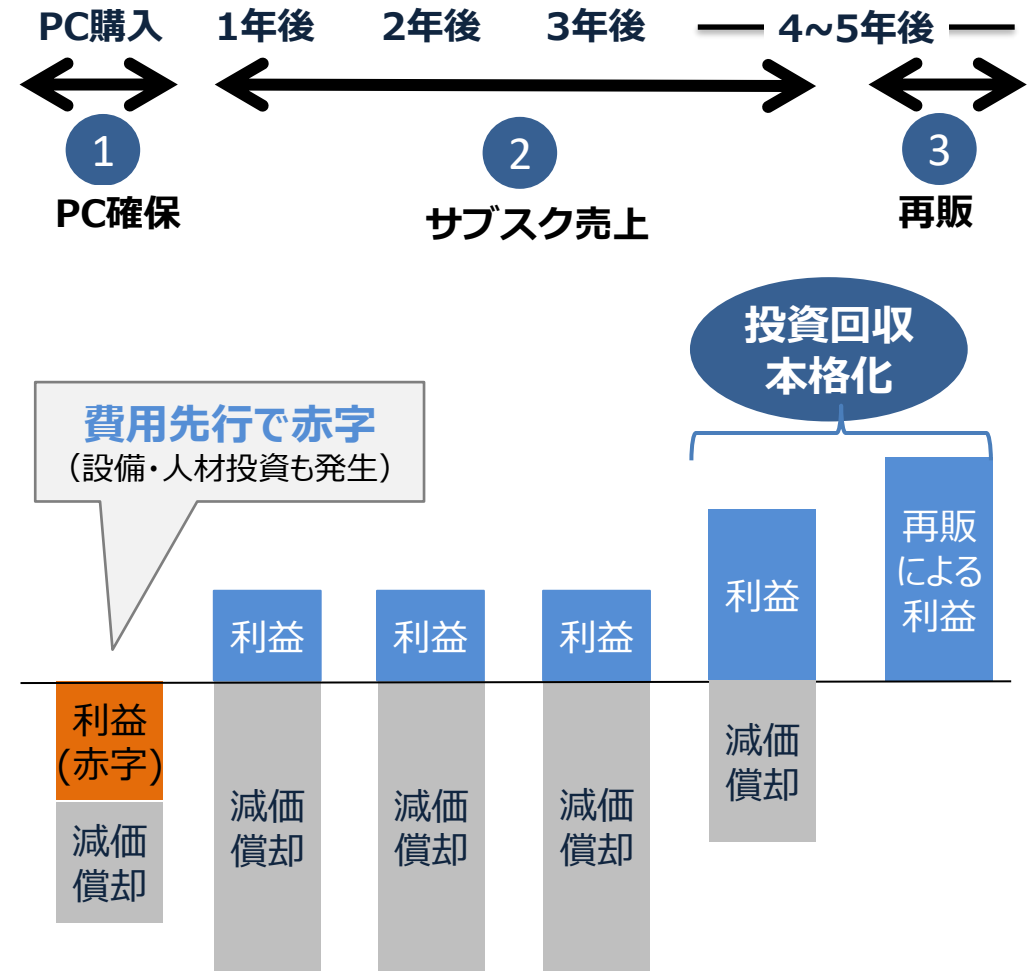 PC購入 1年後 2年後 3年後 4~5年後
1
2
3
PC確保
サブスク売上
再販
投資回収
本格化
費用先行で赤字
（設備・人材投資も発生）
利益
(赤字)
減価
償却
利益
減価
償却
利益
減価
償却
利益
減価
償却
利益
減価
償却
再販
による
利益